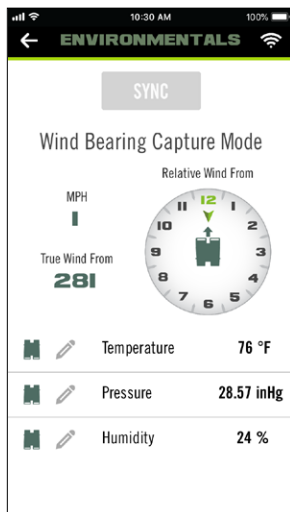 10:30 AM 100%
ENVIRONMENTALS
SYNC
Wind Bearing Capture Mode
Relative Wind From
MPH
1
True Wind From
281
12
1
2
3
4
5
6
7
8
9
10
11
Temperature 76 °F
Pressure 28.57 inHg
Humidity 24 %